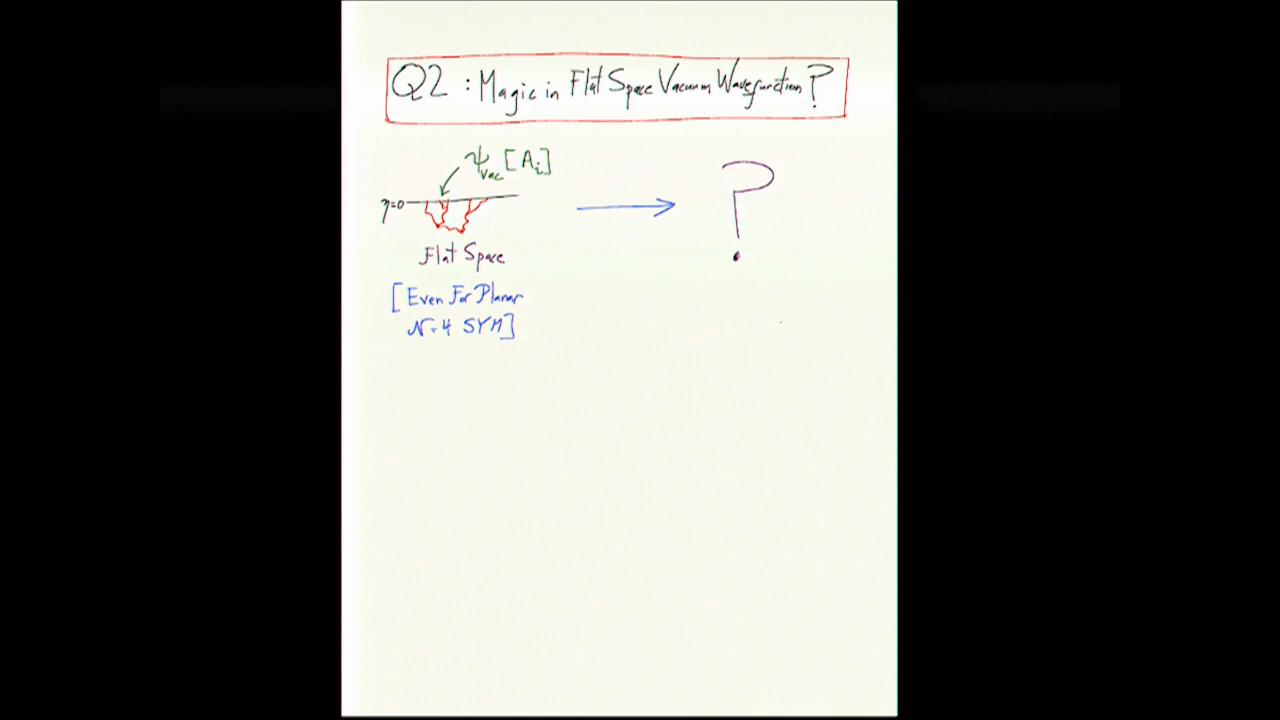 Q2: Magic in Flat Space Vacuum Wavefunction?
ψvac [Ai]
η=0
?
Flat Space
[Even For Planar
N=4 SYM]